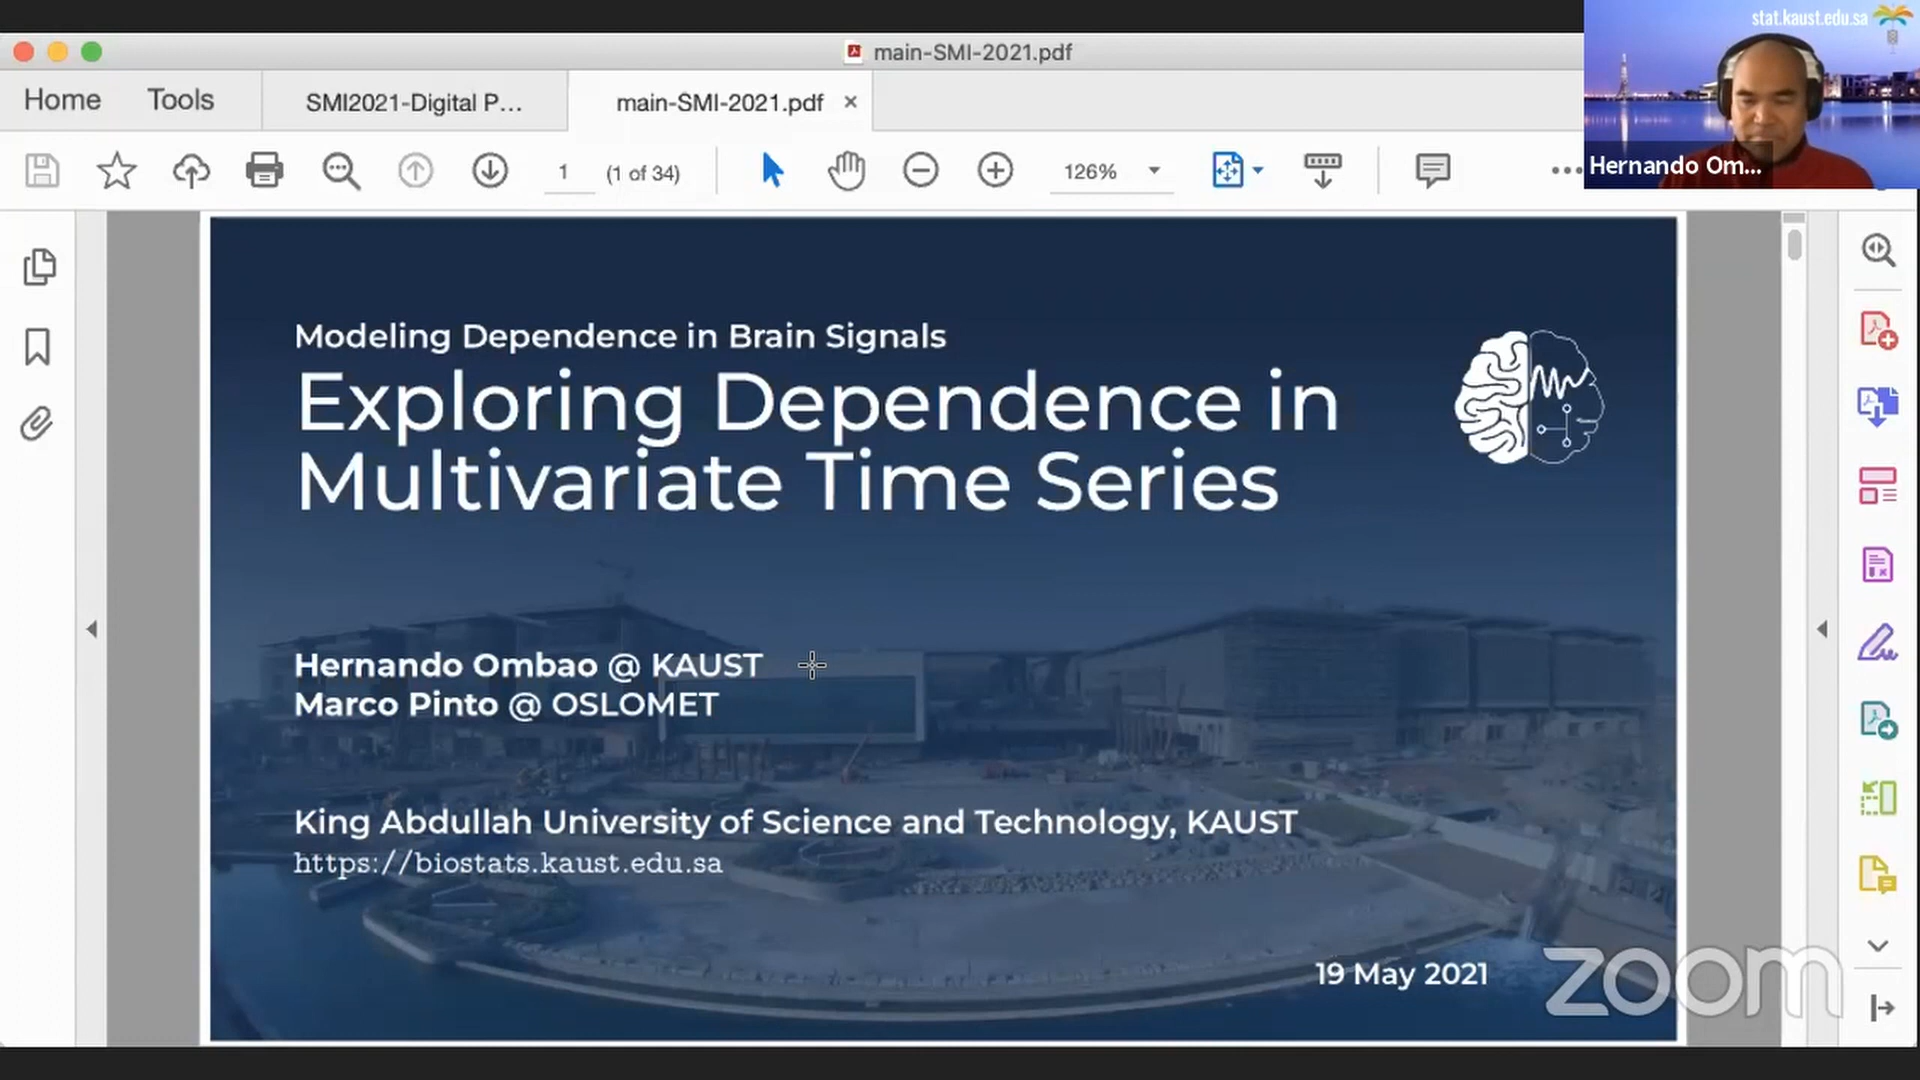 stat.kaust.edu.sa
main-SMI-2021.pdf
Home
Tools
SMI2021-Digital P...
main-SMI-2021.pdf
1
(1 of 34)
126%
Hernando Om...
Modeling Dependence in Brain Signals
Exploring Dependence in
Multivariate Time Series
Hernando Ombao @ KAUST
Marco Pinto @ OSLOMET
King Abdullah University of Science and Technology, KAUST
https://biostats.kaust.edu.sa
19 May 2021
zoom